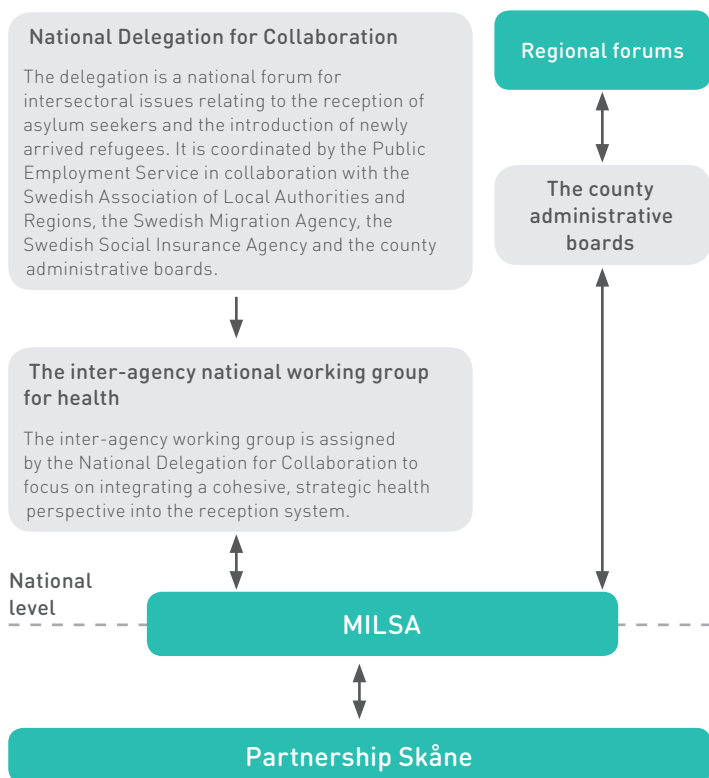 National Delegation for Collaboration
The delegation is a national forum for
intersectoral issues relating to the reception of
asylum seekers and the introduction of newly
arrived refugees. It is coordinated by the Public
Employment Service in collaboration with the
Swedish Association of Local Authorities and
Regions, the Swedish Migration Agency, the
Swedish Social Insurance Agency and the county
administrative boards.
Regional forums
The county
administrative
boards
The inter-agency national working group
for health
The inter-agency working group is assigned
by the National Delegation for Collaboration to
focus on integrating a cohesive, strategic health
perspective into the reception system.
National
level
MILSA
Partnership Skåne